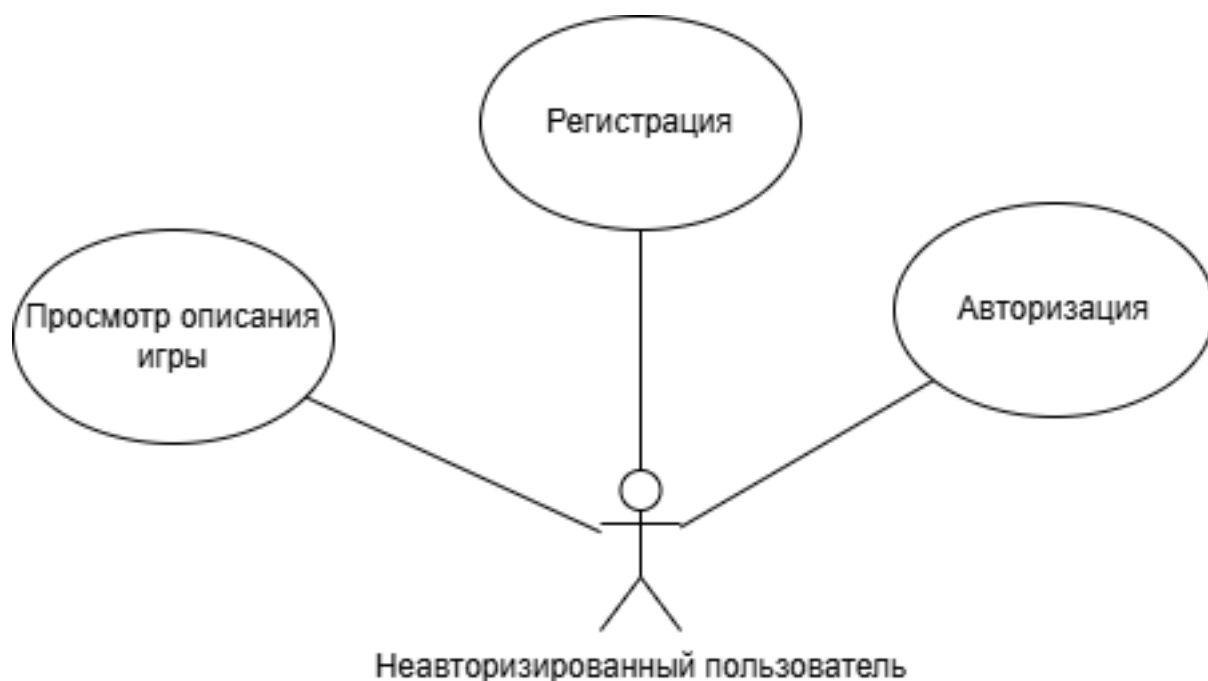 Регистрация
Просмотр описания
игры
Авторизация
Неавторизированный пользователь